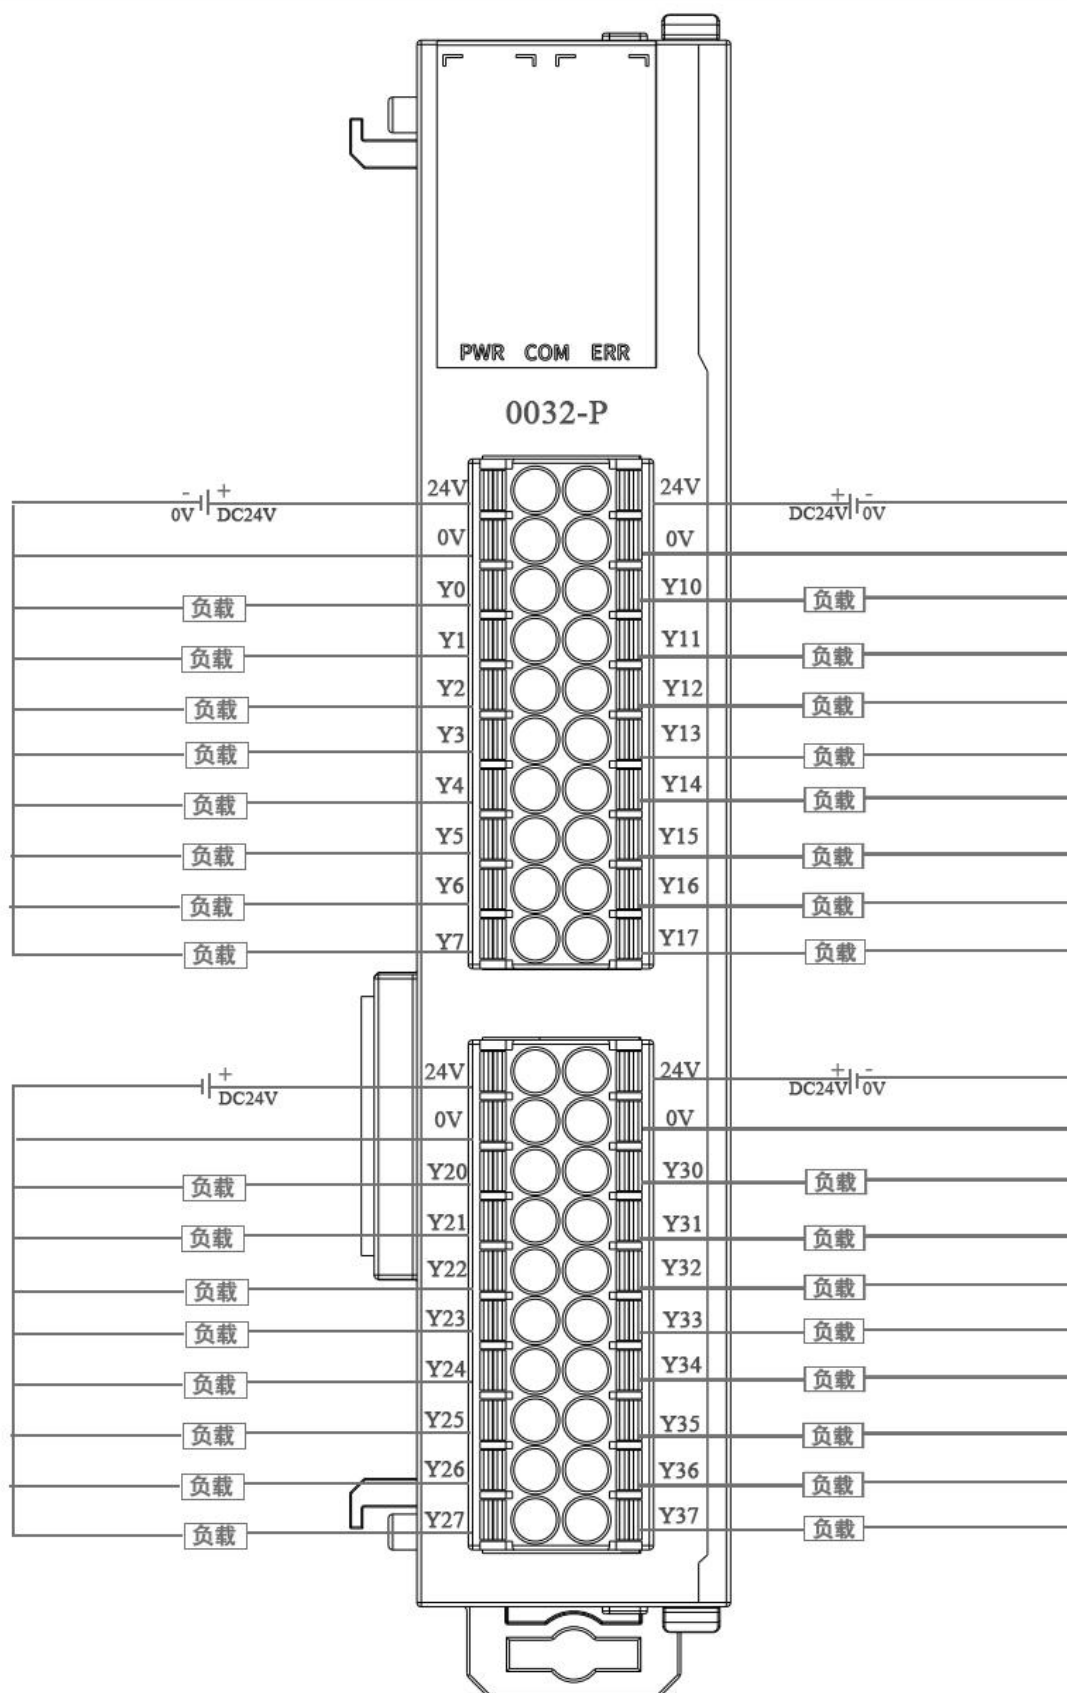 PWR COM ERR
0032-P
- + 24V 24V + -
0V DC24V DC24V 0V
0V 0V
负载 Y0 Y10 负载
负载 Y1 Y11 负载
负载 Y2 Y12 负载
负载 Y3 Y13 负载
负载 Y4 Y14 负载
负载 Y5 Y15 负载
负载 Y6 Y16 负载
负载 Y7 Y17 负载
+ 24V 24V + -
DC24V DC24V 0V
0V 0V
负载 Y20 Y30 负载
负载 Y21 Y31 负载
负载 Y22 Y32 负载
负载 Y23 Y33 负载
负载 Y24 Y34 负载
负载 Y25 Y35 负载
负载 Y26 Y36 负载
负载 Y27 Y37 负载